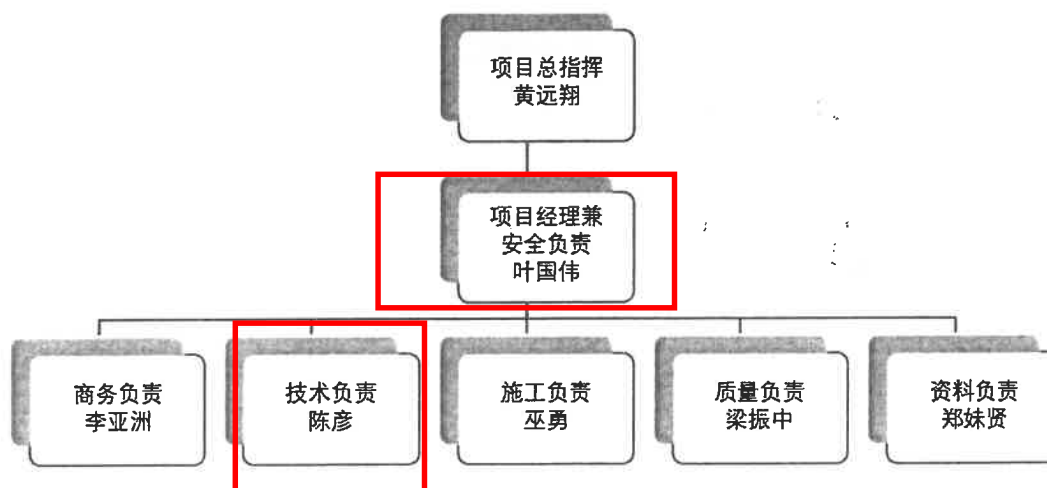 项目总指挥
黄远翔
项目经理兼
安全负责
叶国伟
商务负责
李亚洲
技术负责
陈彦
施工负责
巫勇
质量负责
梁振中
资料负责
郑妹贤